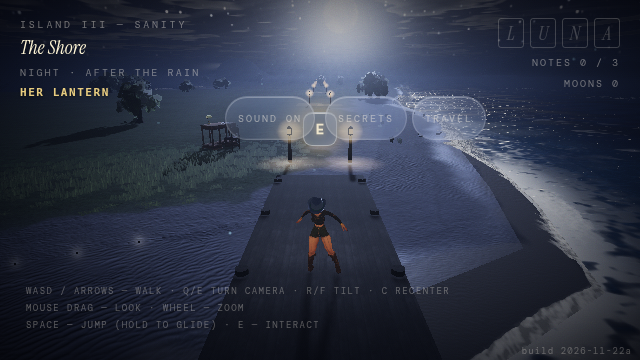 ISLAND III — SANITY
The Shore
NIGHT · AFTER THE RAIN
HER LANTERN
LUNA
NOTES 0 / 3
MOONS 0
SOUND ON
SECRETS
TRAVEL
E
WASD / ARROWS — WALK · Q/E TURN CAMERA · R/F TILT · C RECENTER
MOUSE DRAG — LOOK · WHEEL — ZOOM
SPACE — JUMP (HOLD TO GLIDE) · E — INTERACT
build 2026-11-22a